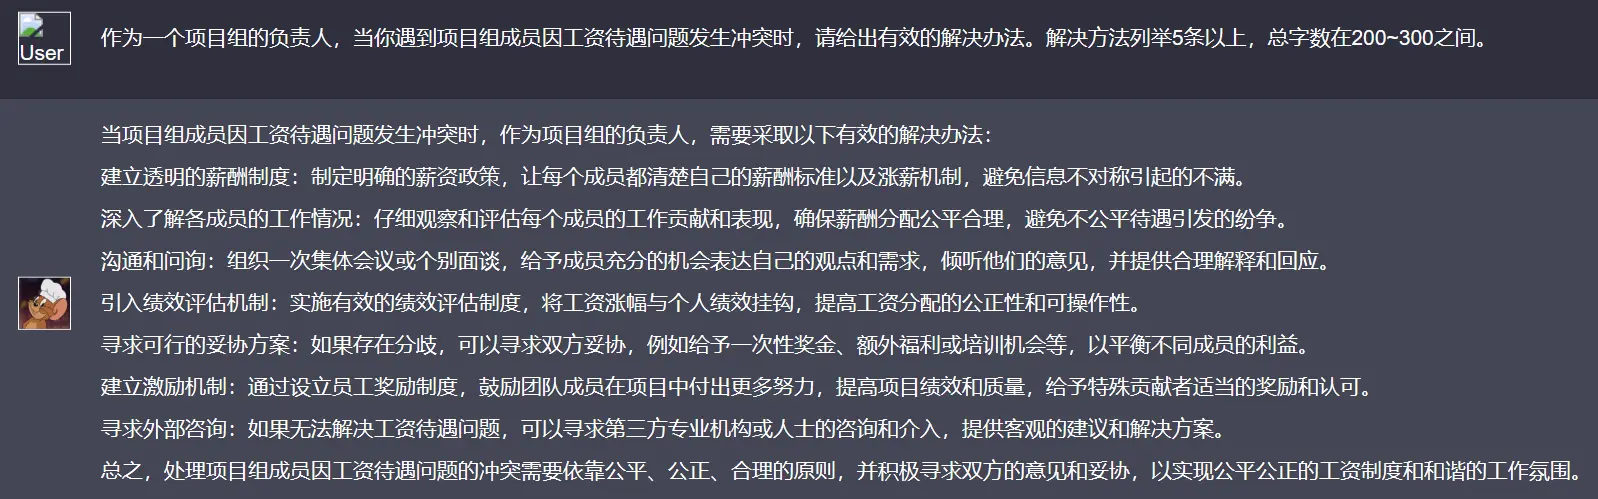 User
作为一个项目组的负责人，当你遇到项目组成员因工资待遇问题发生冲突时，请给出有效的解决办法。解决方法列举5条以上，总字数在200~300之间。
当项目组成员因工资待遇问题发生冲突时，作为项目组的负责人，需要采取以下有效的解决办法：
建立透明的薪酬制度：制定明确的薪资政策，让每个成员都清楚自己的薪酬标准以及涨薪机制，避免信息不对称引起的不满。
深入了解各成员的工作情况：仔细观察和评估每个成员的工作贡献和表现，确保薪酬分配公平合理，避免不公平待遇引发的纷争。
沟通和问询：组织一次集体会议或个别面谈，给予成员充分的机会表达自己的观点和需求，倾听他们的意见，并提供合理解释和回应。
引入绩效评估机制：实施有效的绩效评估制度，将工资涨幅与个人绩效挂钩，提高工资分配的公正性和可操作性。
寻求可行的妥协方案：如果存在分歧，可以寻求双方妥协，例如给予一次性奖金、额外福利或培训机会等，以平衡不同成员的利益。
建立激励机制：通过设立员工奖励制度，鼓励团队成员在项目中付出更多努力，提高项目绩效和质量，给予特殊贡献者适当的奖励和认可。
寻求外部咨询：如果无法解决工资待遇问题，可以寻求第三方专业机构或人士的咨询和介入，提供客观的建议和解决方案。
总之，处理项目组成员因工资待遇问题的冲突需要依靠公平、公正、合理的原则，并积极寻求双方的意见和妥协，以实现公平公正的工资制度和和谐的工作氛围。